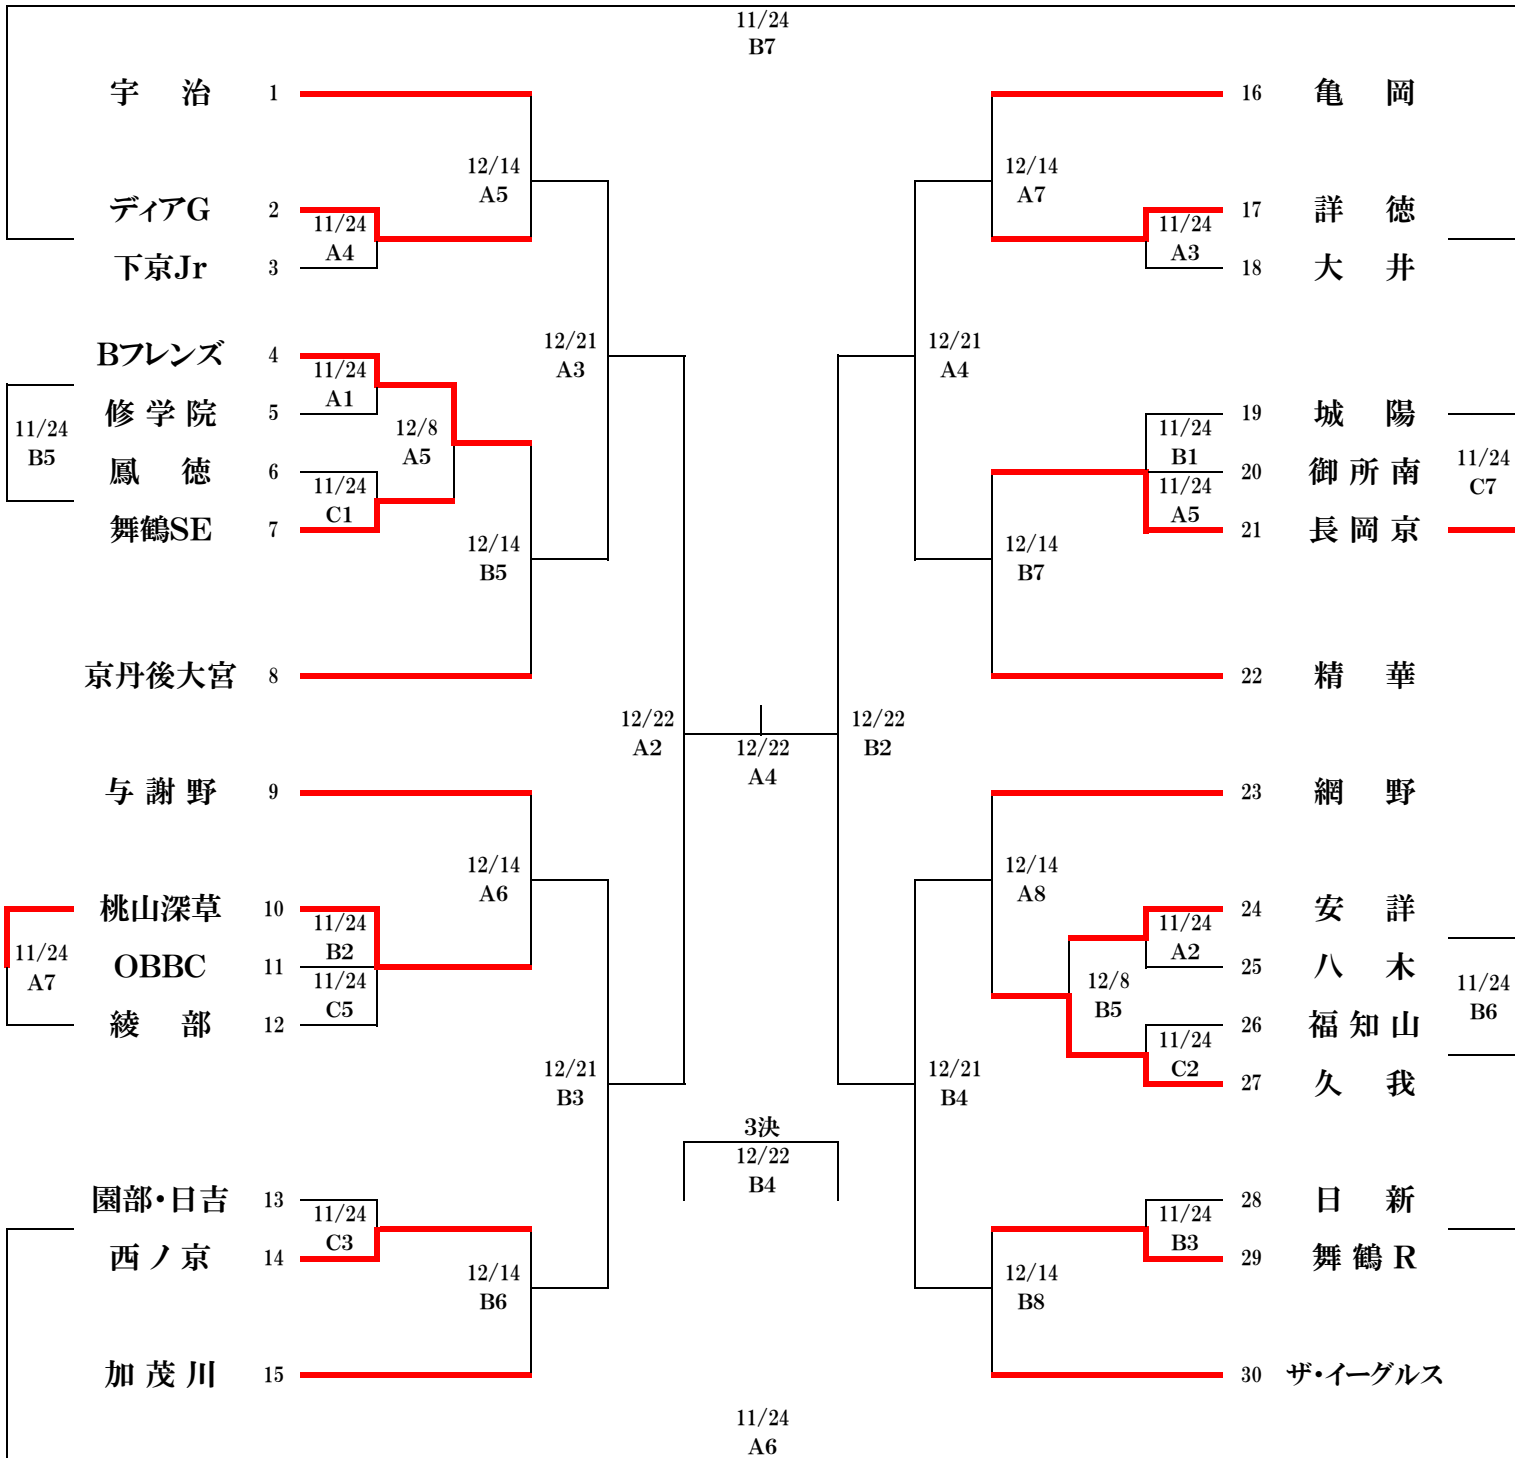 11/24
B7
宇 治 1
12/14
A5
ディアG 2
11/24
A4
下京Jr 3
Bフレンズ 4
11/24
A1
修学院 5
11/24
B5
12/8
A5
鳳 徳 6
11/24
C1
舞鶴SE 7
12/14
B5
京丹後大宮 8
12/21
A3
与謝野 9
12/14
A6
桃山深草 10
11/24
B2
11/24
A7
OBBC 11
11/24
C5
綾 部 12
12/21
B3
園部・日吉 13
11/24
C3
西ノ京 14
12/14
B6
加茂川 15
12/22
A2
12/22
A4
12/22
B2
3決
12/22
B4
16 亀 岡
12/14
A7
17 詳 徳
11/24
A3
18 大 井
12/21
A4
19 城 陽
11/24
B1
20 御所南
11/24
C7
11/24
A5
21 長岡京
12/14
B7
22 精 華
23 網 野
12/14
A8
24 安 詳
11/24
A2
25 八 木
12/8
B5
11/24
B6
26 福知山
11/24
C2
27 久 我
12/21
B4
28 日 新
11/24
B3
29 舞鶴R
12/14
B8
30 ザ・イーグルス
11/24
A6